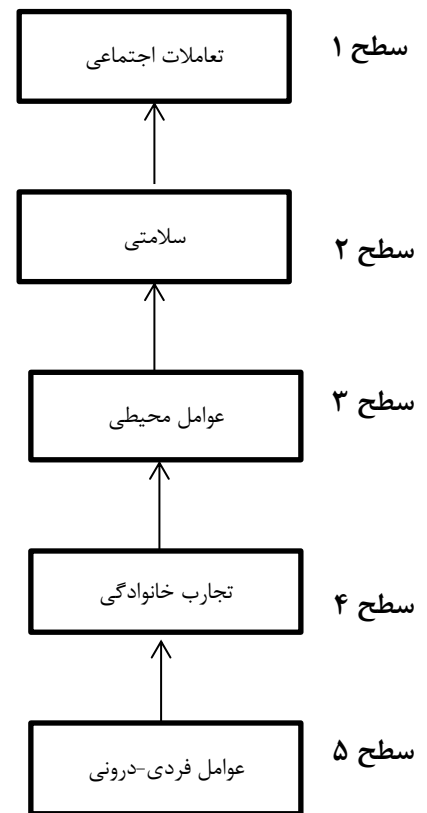 سطح ۱
تعاملات اجتماعی
سطح ۲
سلامتی
سطح ۳
عوامل محیطی
سطح ۴
تجارب خانوادگی
سطح ۵
عوامل فردی-درونی